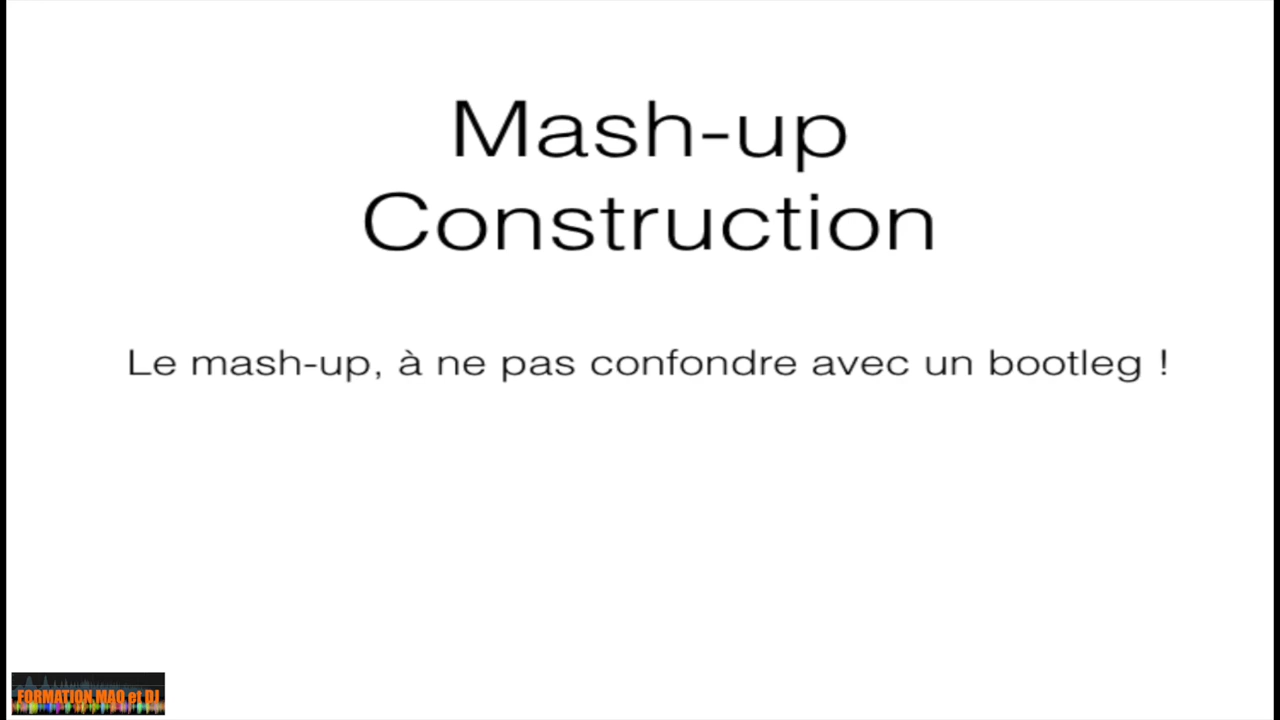 Mash-up
Construction
Le mash-up, à ne pas confondre avec un bootleg !
FORMATION MAO et DJ